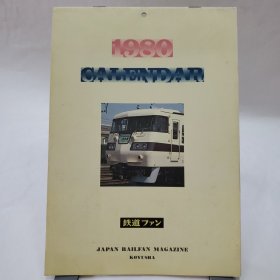 1980
CALENDAR
鉄道ファン
JAPAN RAILFAN MAGAZINE
KOYUSHA